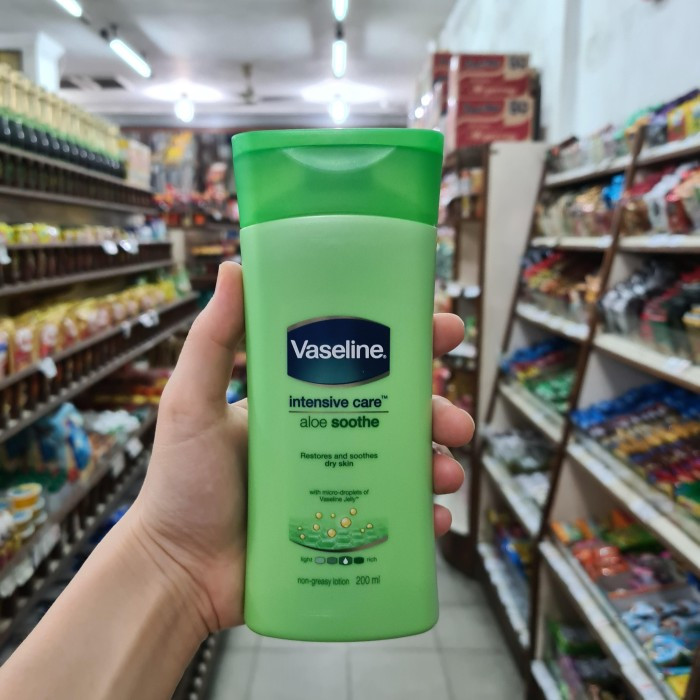 Vaseline®
intensive care™
aloe soothe
Restores and soothes
dry skin
with micro-droplets of
Vaseline Jelly™
light rich
non-greasy lotion 200 ml